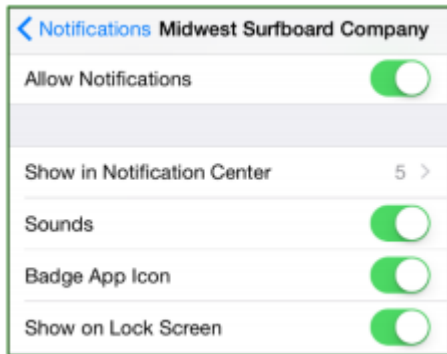 Notifications Midwest Surfboard Company
Allow Notifications
Show in Notification Center 5
Sounds
Badge App Icon
Show on Lock Screen